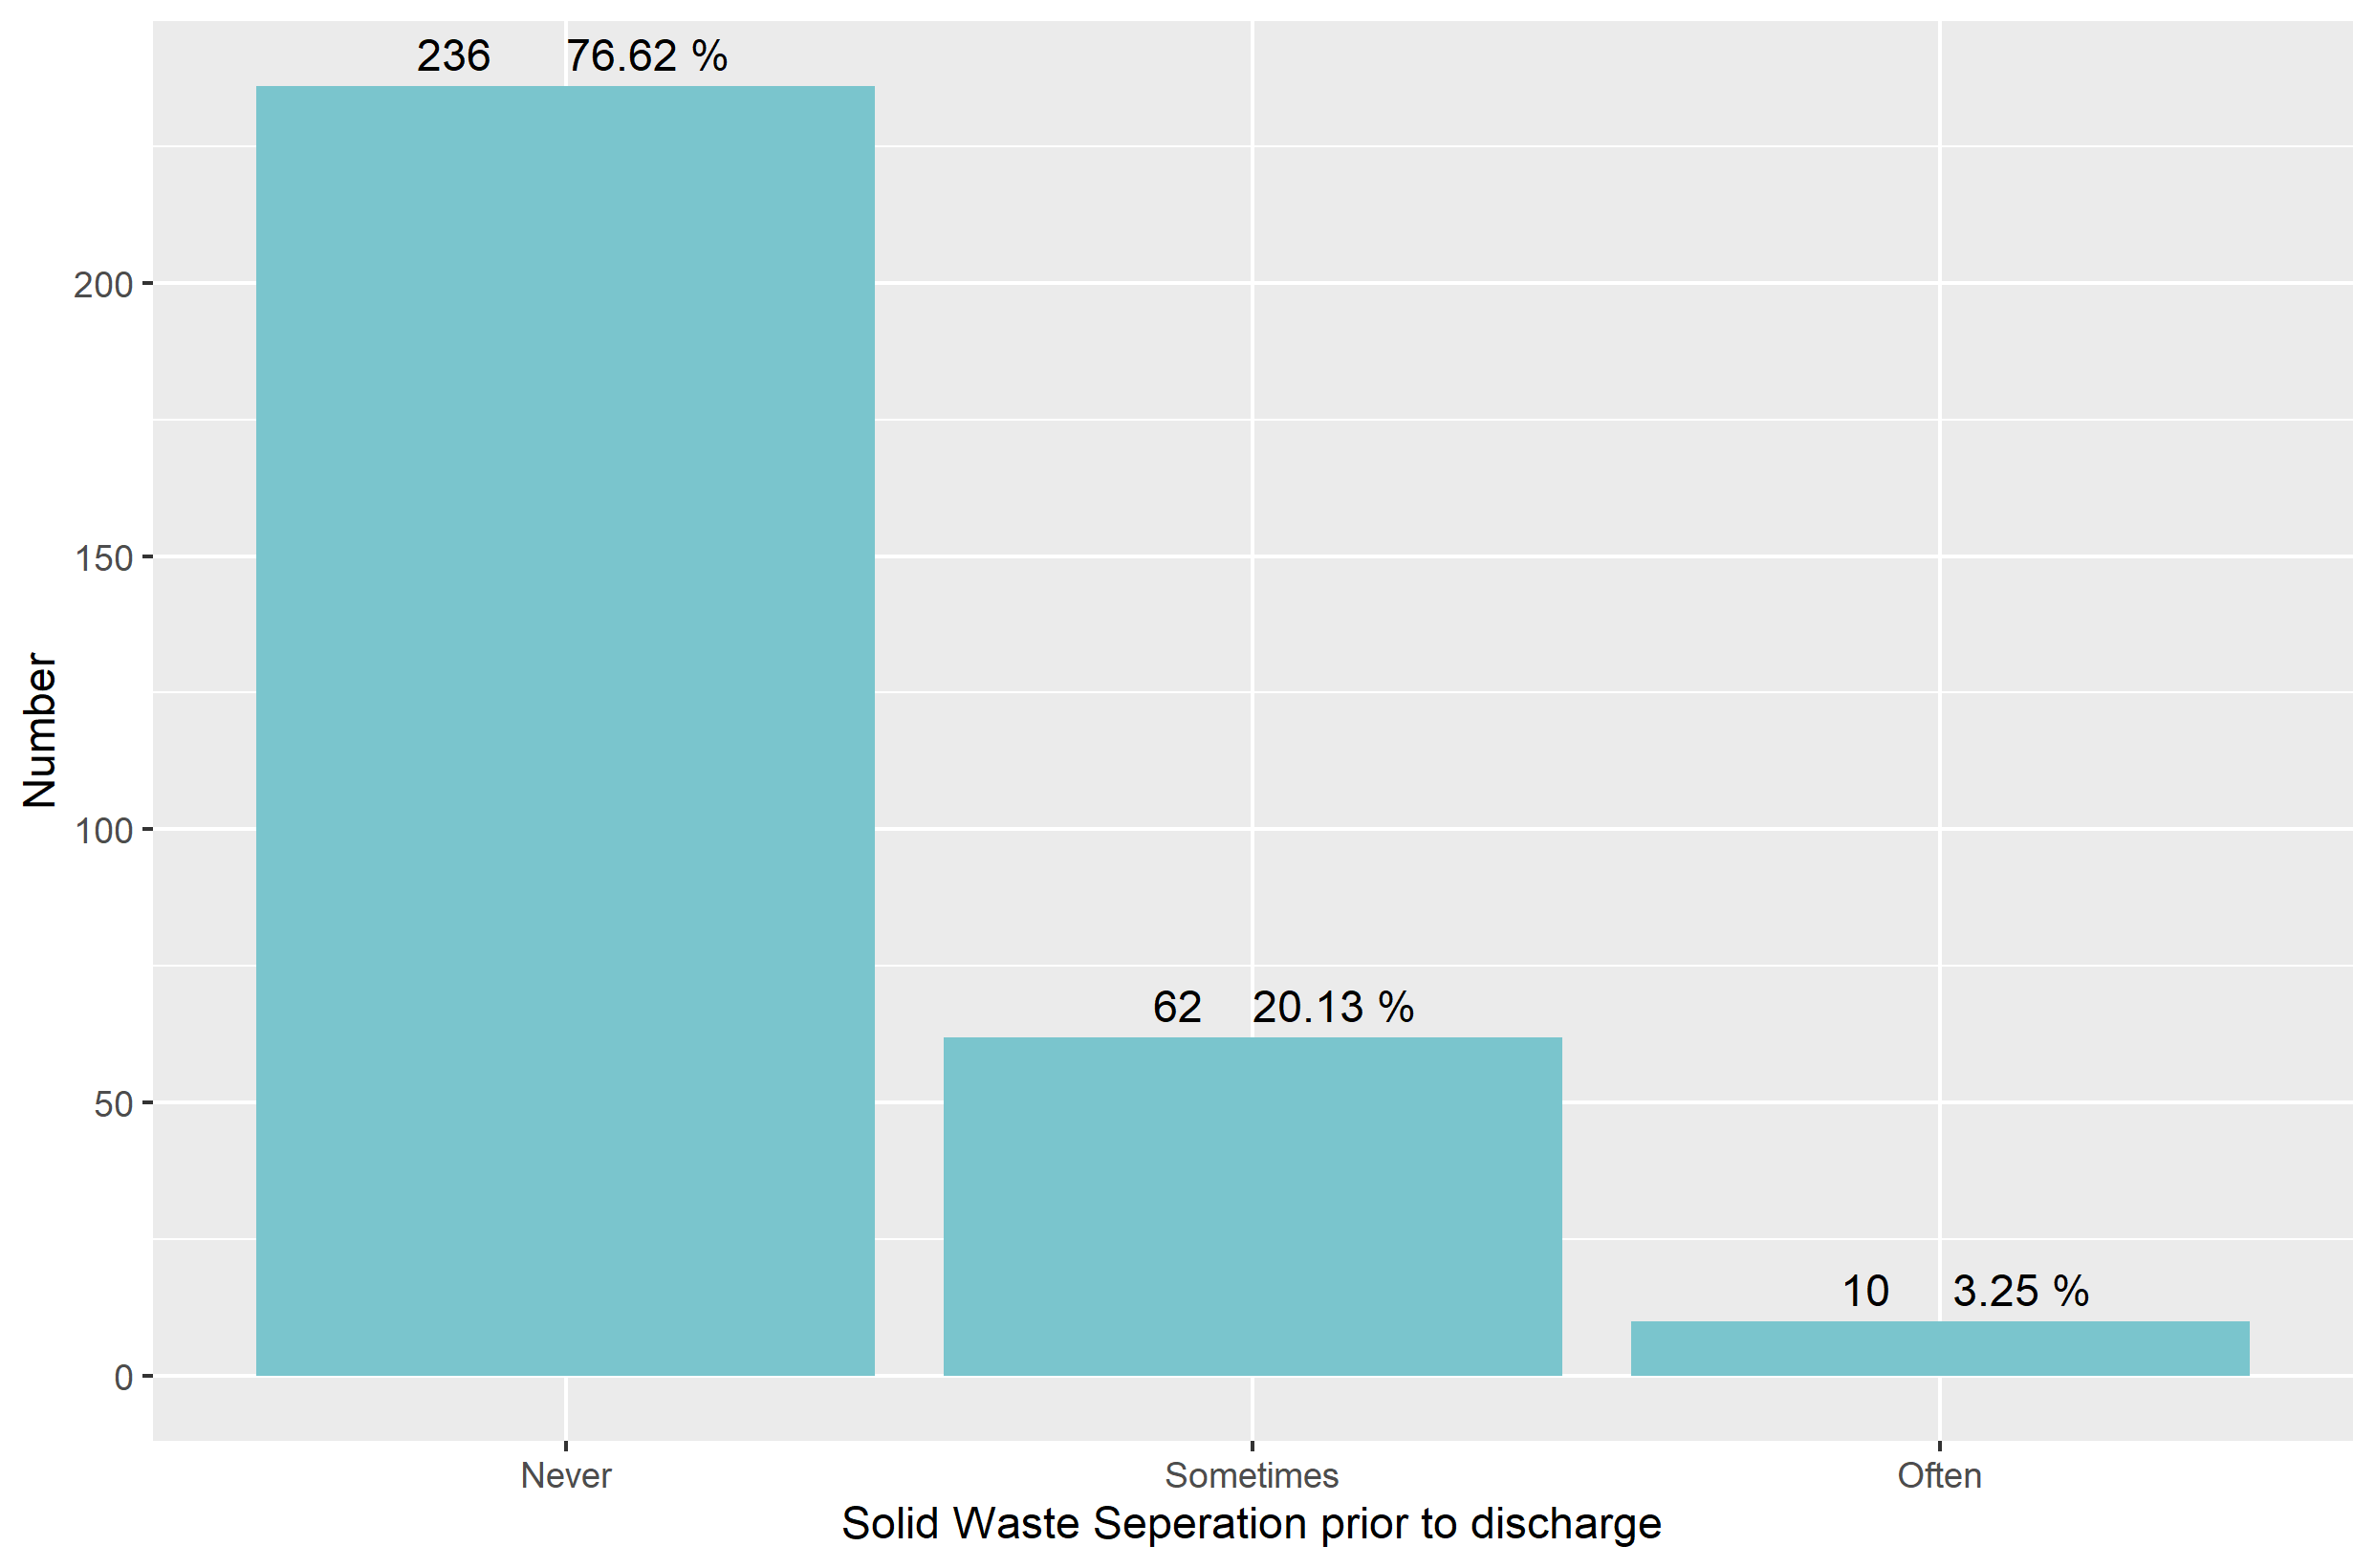 236 76.62 %
200
150
Number
100
62 20.13 %
50
10 3.25 %
0
Never Sometimes Often
Solid Waste Seperation prior to discharge